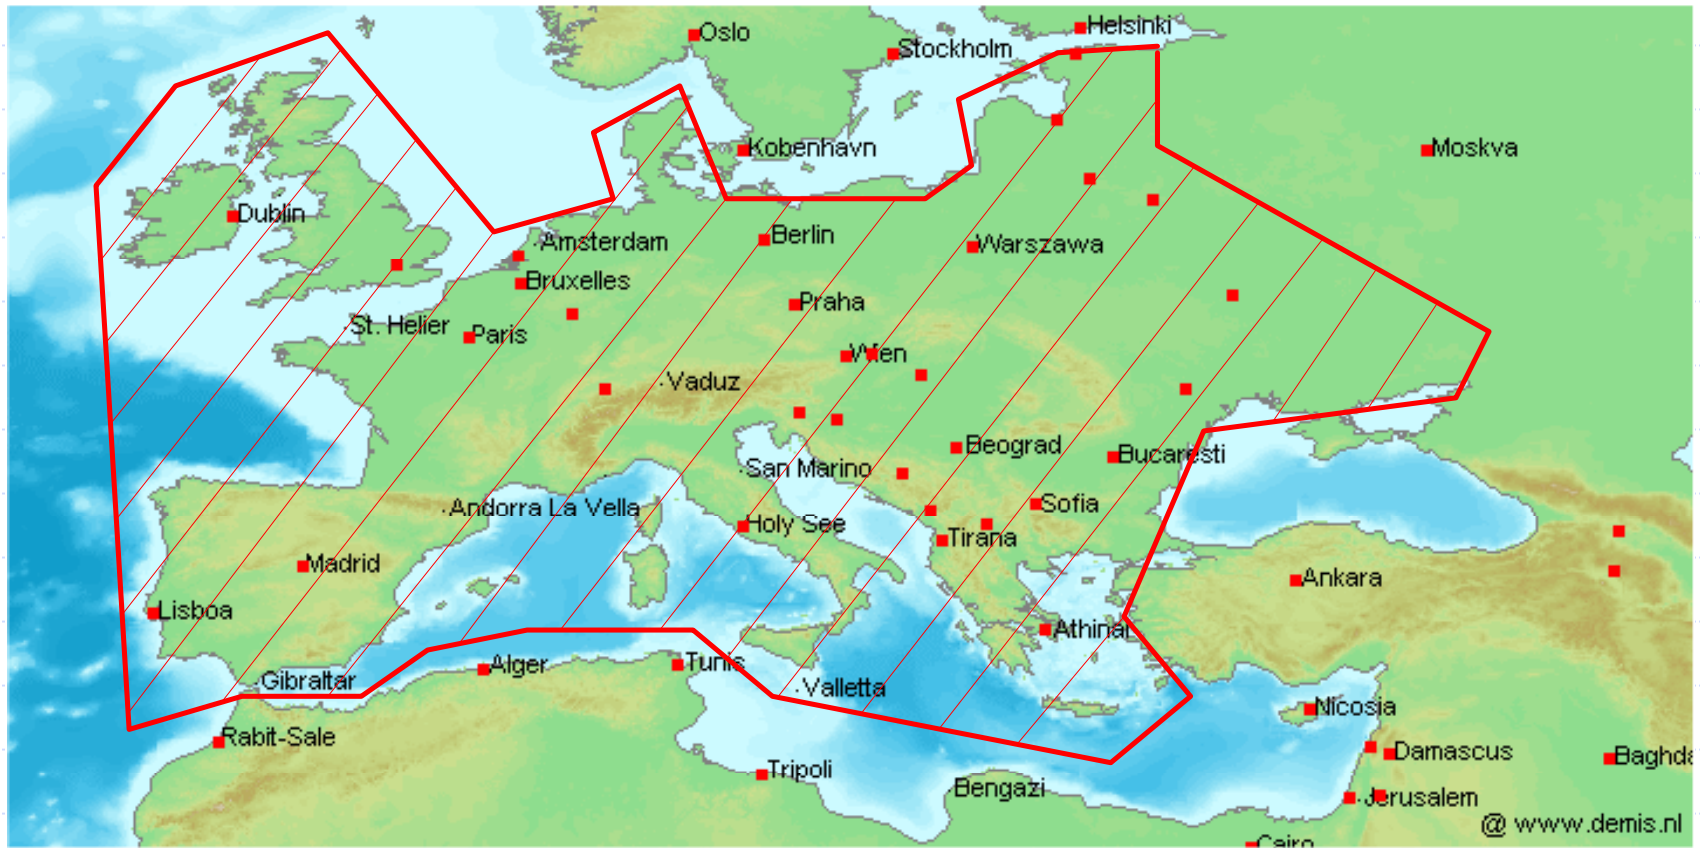 Helsinki
Oslo
Stockholm
Kobenhavn
Moskva
Dublin
Amsterdam
Berlin
Warszawa
Bruxelles
Praha
St. Helier
Paris
Wien
Vaduz
Beograd
Bucaresti
San Marino
Andorra La Vella
Sofia
Holy See
Tirana
Madrid
Ankara
Lisboa
Athinai
Alger
Tunis
Gibraltar
Valletta
Nicosia
Rabit-Sale
Damascus
Baghda
Tripoli
Bengazi
Jerusalem
@ www.demis.nl
Cairo